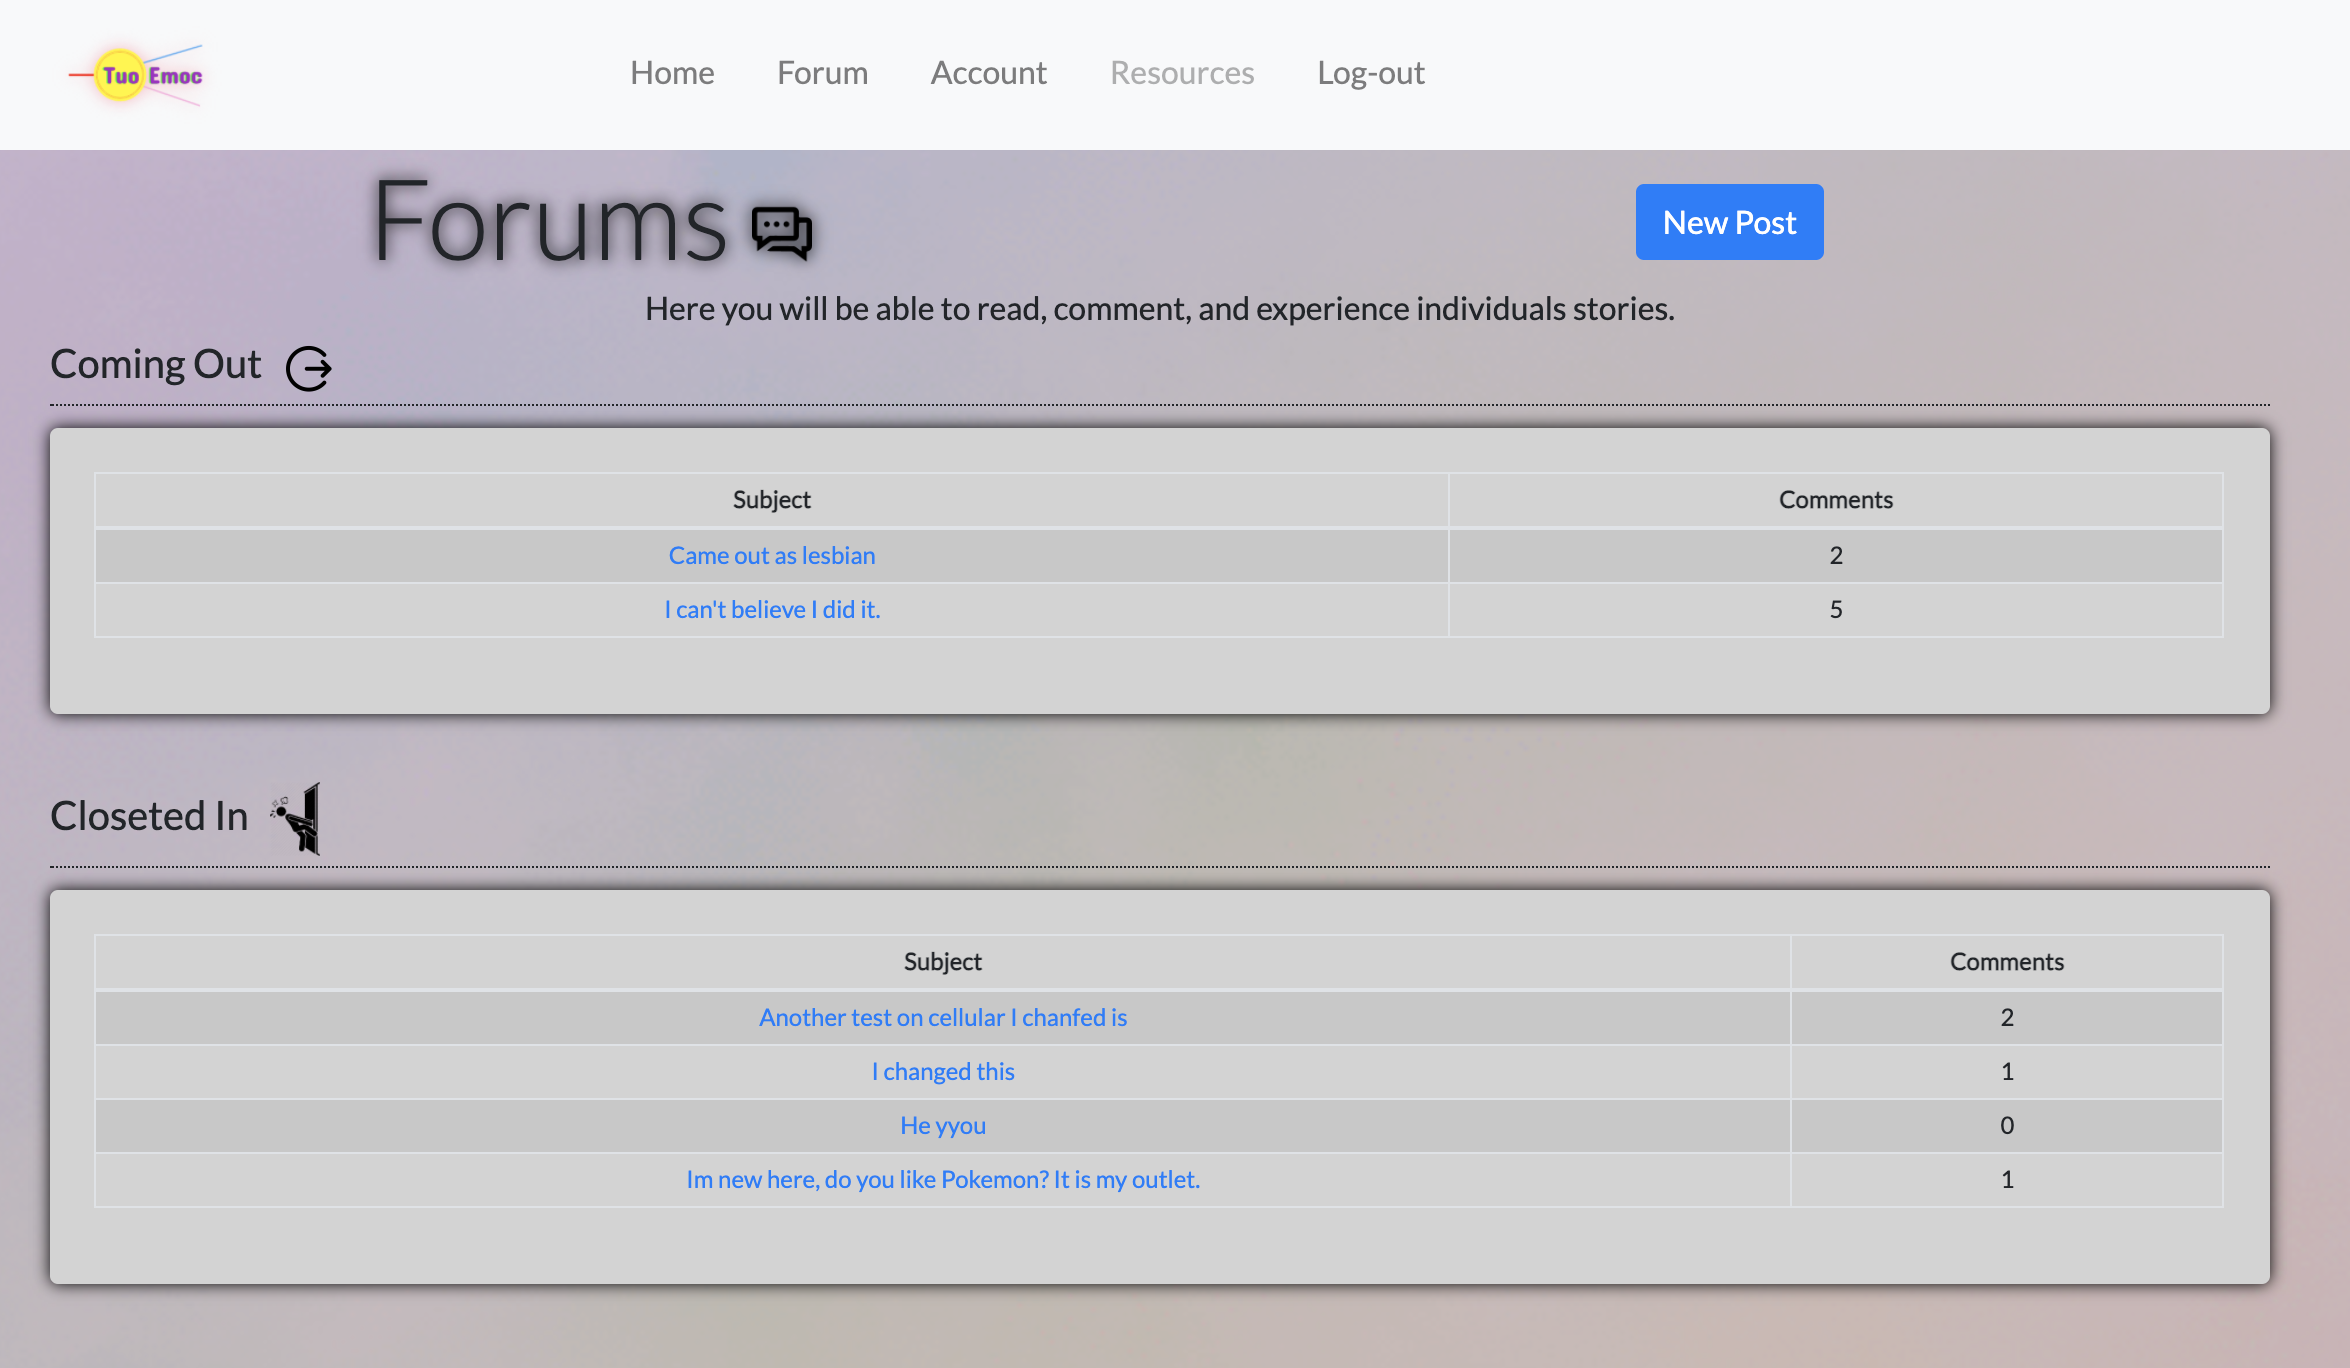 Tuo Emoc
Home Forum Account Resources Log-out
Forums
New Post
Here you will be able to read, comment, and experience individuals stories.
Coming Out
Subject Comments
Came out as lesbian 2
I can't believe I did it. 5
Closeted In
Subject Comments
Another test on cellular I chanfed is 2
I changed this 1
He yyou 0
Im new here, do you like Pokemon? It is my outlet. 1